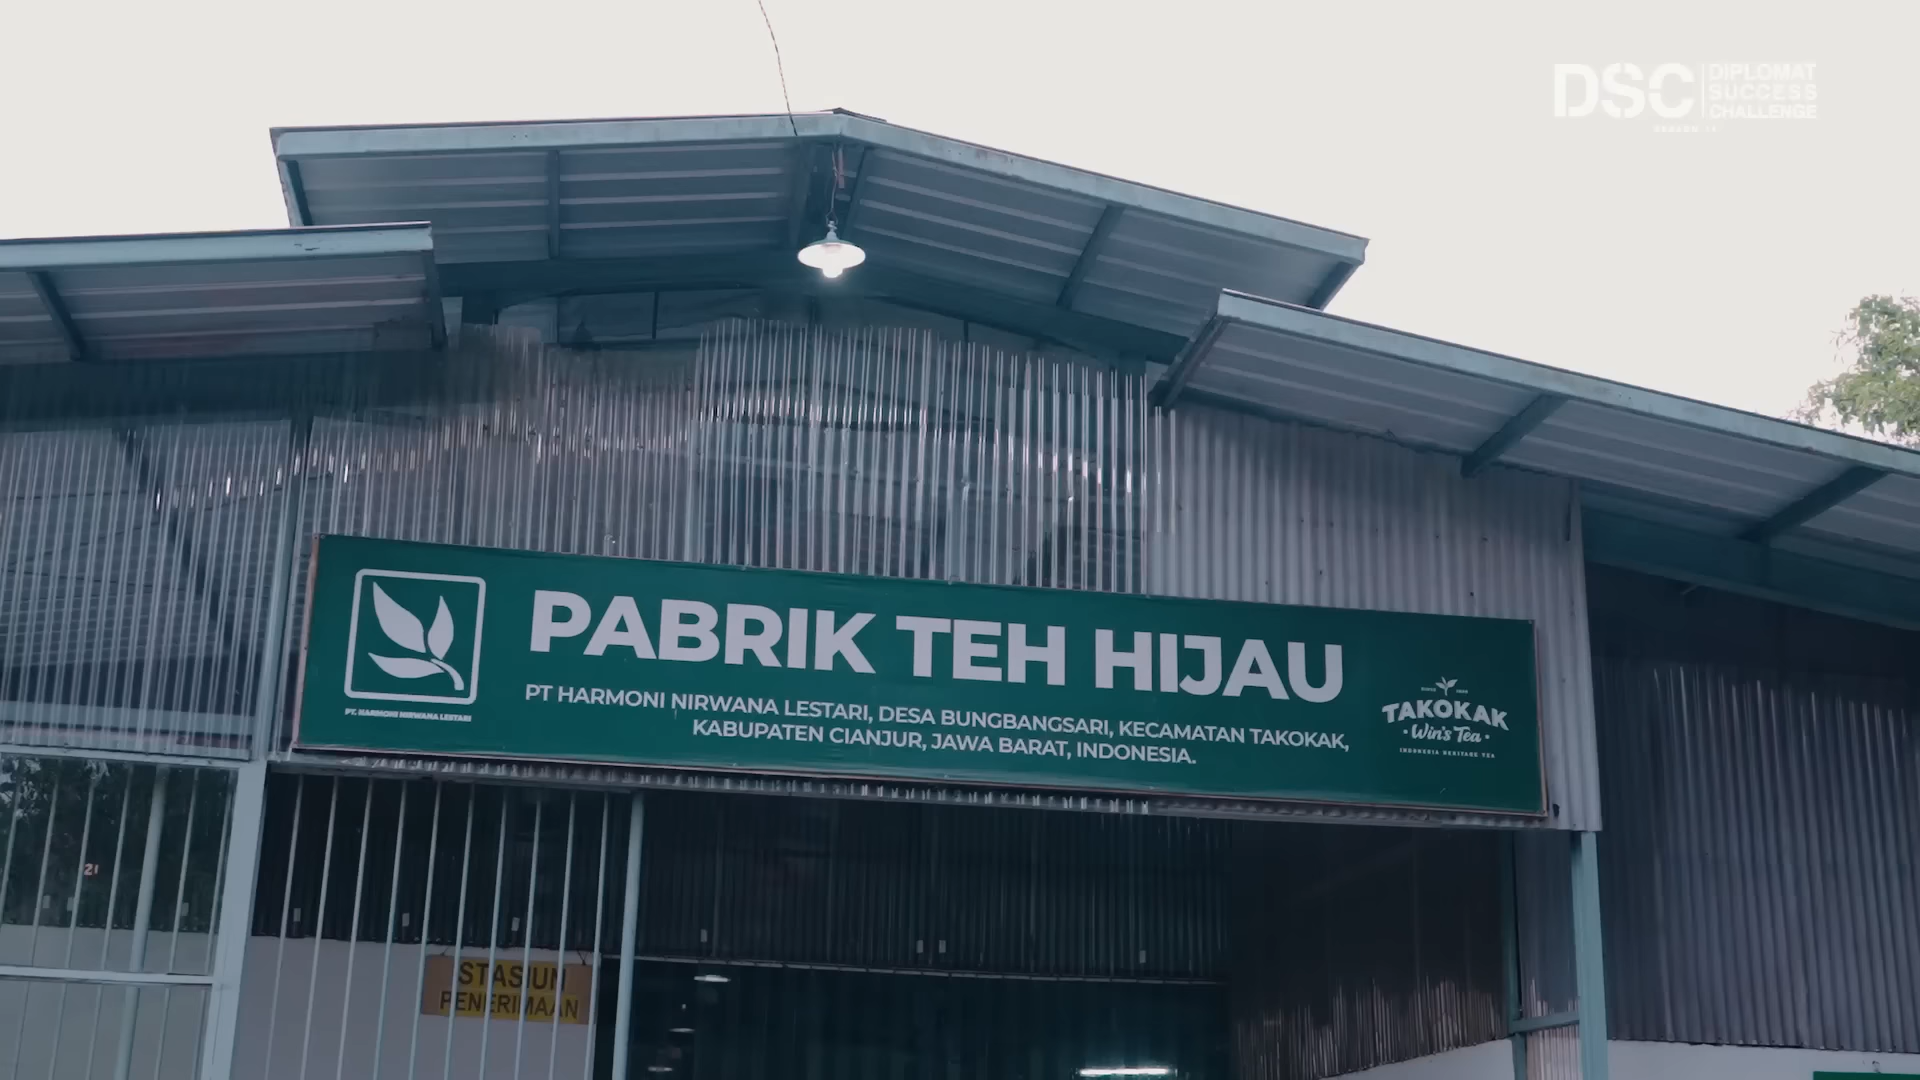 DSC
DIPLOMAT
SUCCESS
CHALLENGE
PABRIK TEH HIJAU
PT HARMONI NIRWANA LESTARI, DESA BUNGBANGSARI, KECAMATAN TAKOKAK,
KABUPATEN CIANJUR, JAWA BARAT, INDONESIA.
PT. HARMONI NIRWANA LESTARI
TAKOKAK
Win's Tea
INDONESIA HERITAGE TEA
21
STASIUN
PENERIMAAN